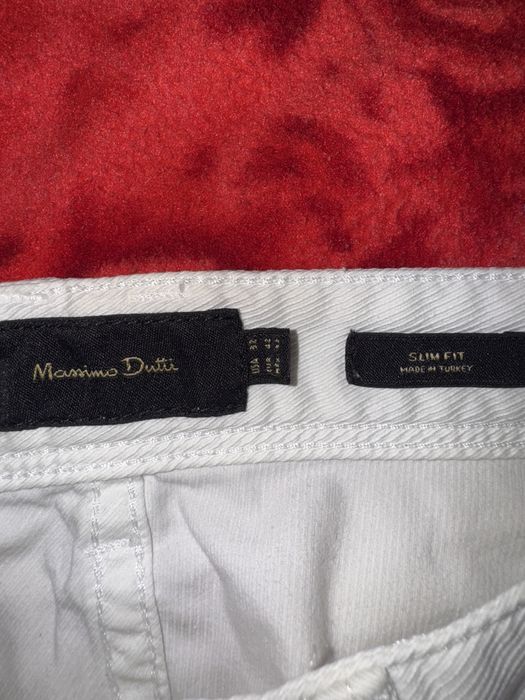 Massimo Dutti
USA 32
EUR 42
SLIM FIT
MADE IN TURKEY